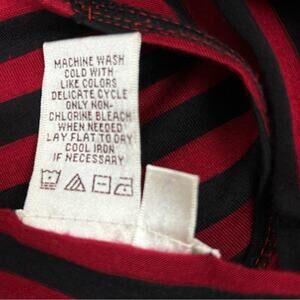 MACHINE WASH
COLD WITH
LIKE COLORS
DELICATE CYCLE
ONLY NON-
CHLORINE BLEACH
WHEN NEEDED
LAY FLAT TO DRY
COOL IRON
IF NECESSARY